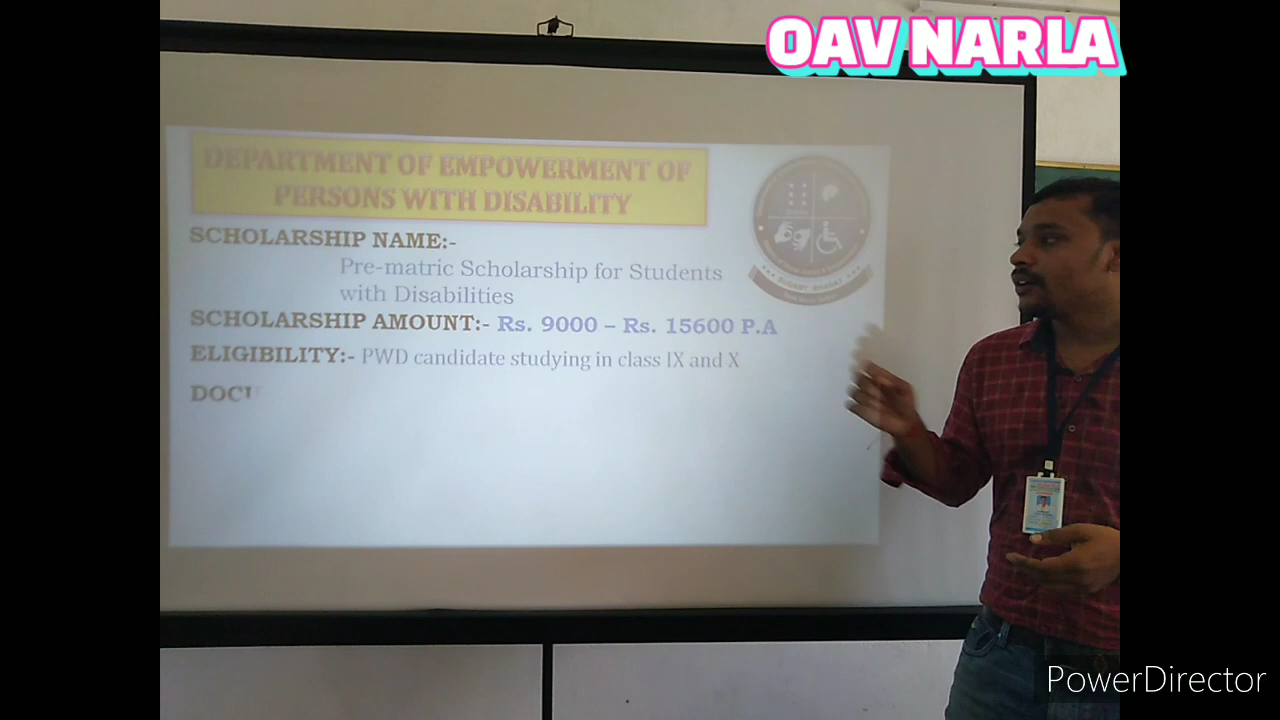 OAV NARLA
DEPARTMENT OF EMPOWERMENT OF
PERSONS WITH DISABILITY
SCHOLARSHIP NAME:-
Pre-matric Scholarship for Students
with Disabilities
SCHOLARSHIP AMOUNT:- Rs. 9000 – Rs. 15600 P.A
ELIGIBILITY:- PWD candidate studying in class IX and X
DOCU
PowerDirector